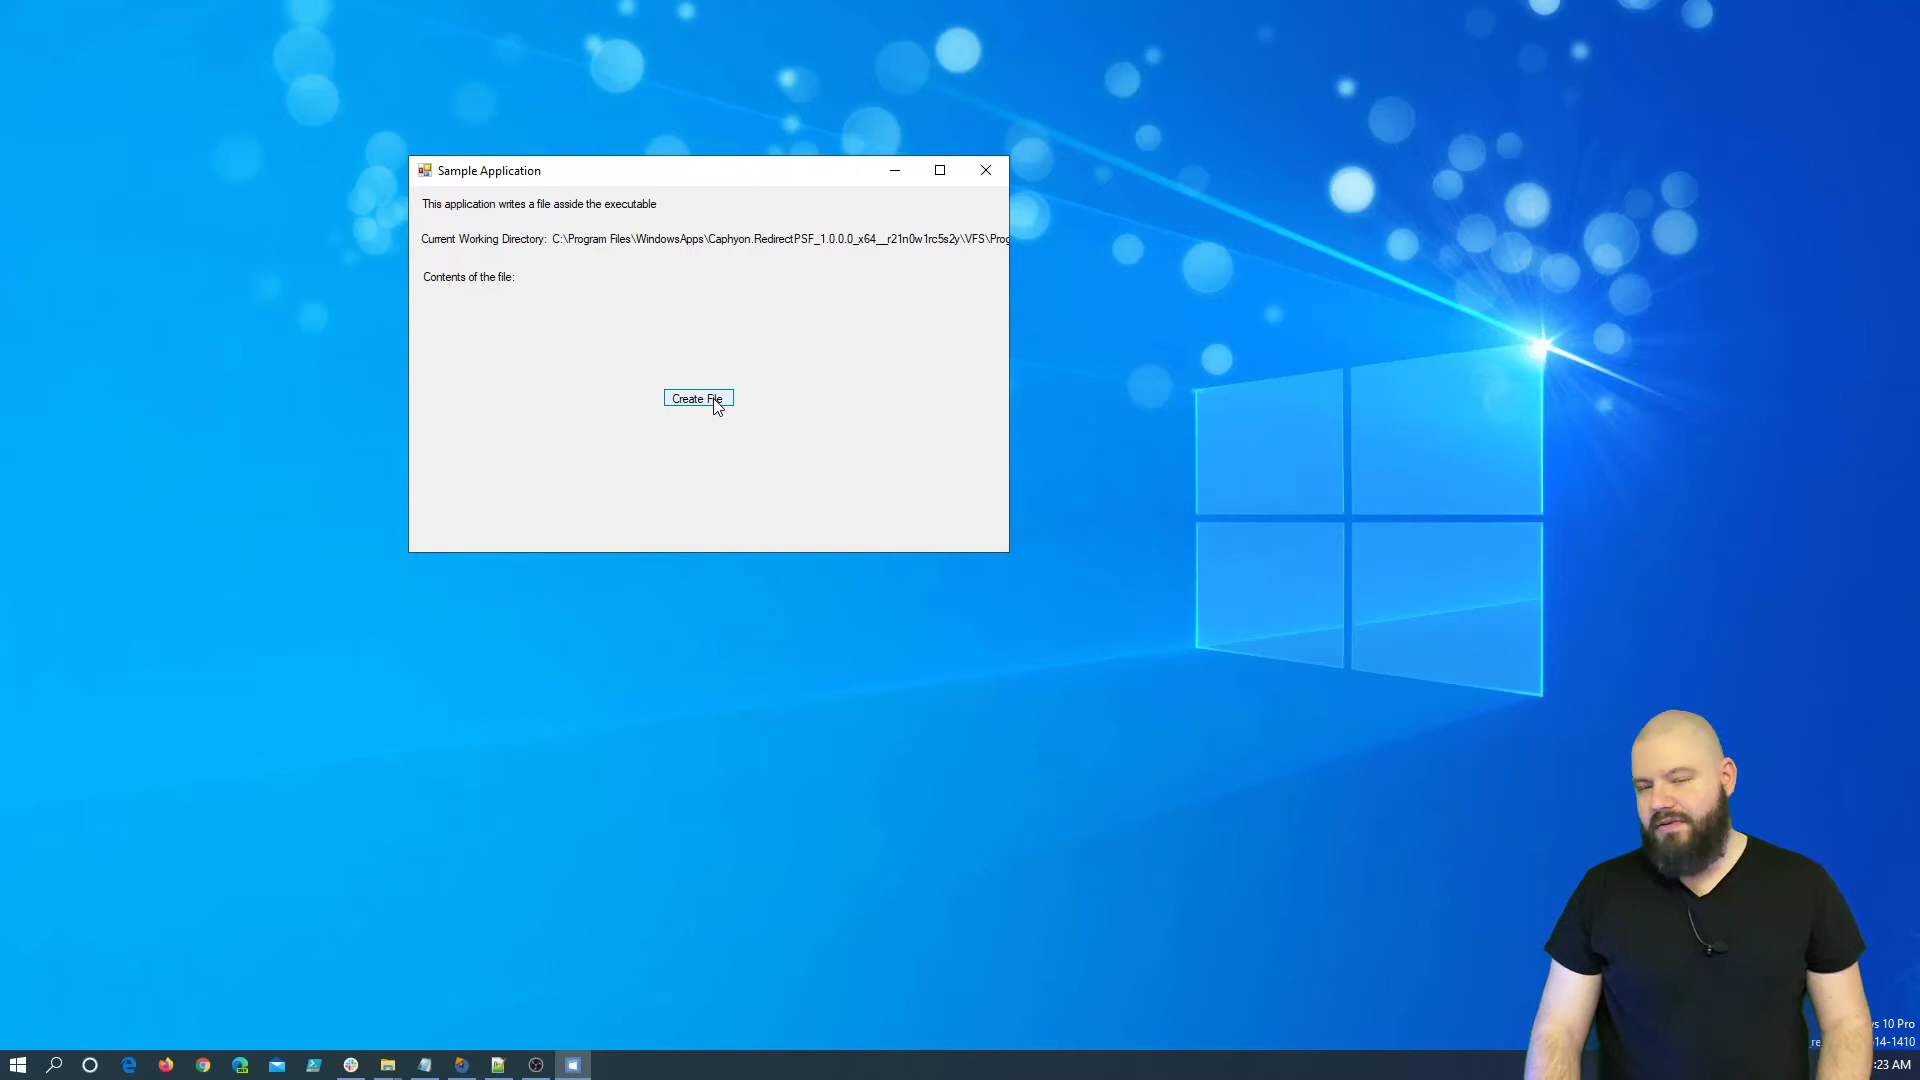 Sample Application
This application writes a file asside the executable
Current Working Directory: C:\Program Files\WindowsApps\Caphyon.RedirectPSF_1.0.0.0_x64__r21n0w1rc5s2y\VFS\Prog
Contents of the file:
Create File
s 10 Pro
14-1410
:23 AM